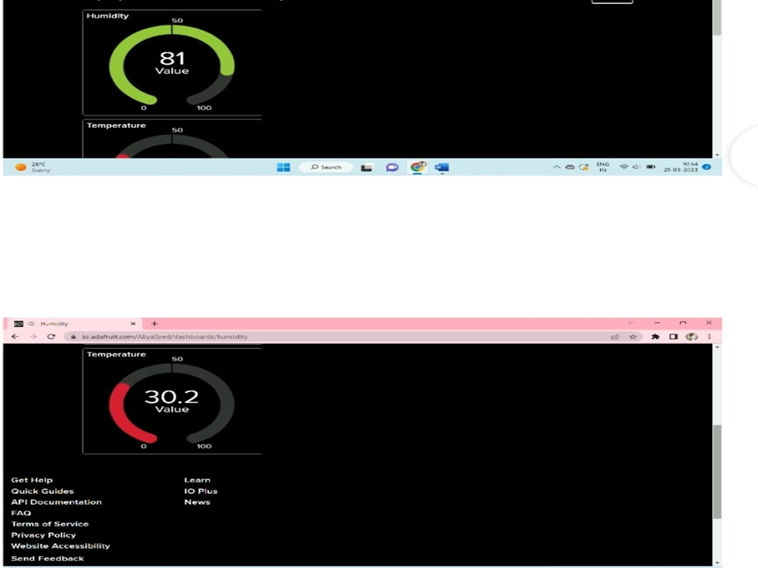 Humidity
50
81
Value
0 100
Temperature
50
28°C
Sunny
Search
ENG
IN
10:54
25-03-2023
Humidity
io.adafruit.com/AliyaSyed/dashboards/humidity
Temperature
50
30.2
Value
0 100
Get Help
Learn
Quick Guides
IO Plus
API Documentation
News
FAQ
Terms of Service
Privacy Policy
Website Accessibility
Send Feedback